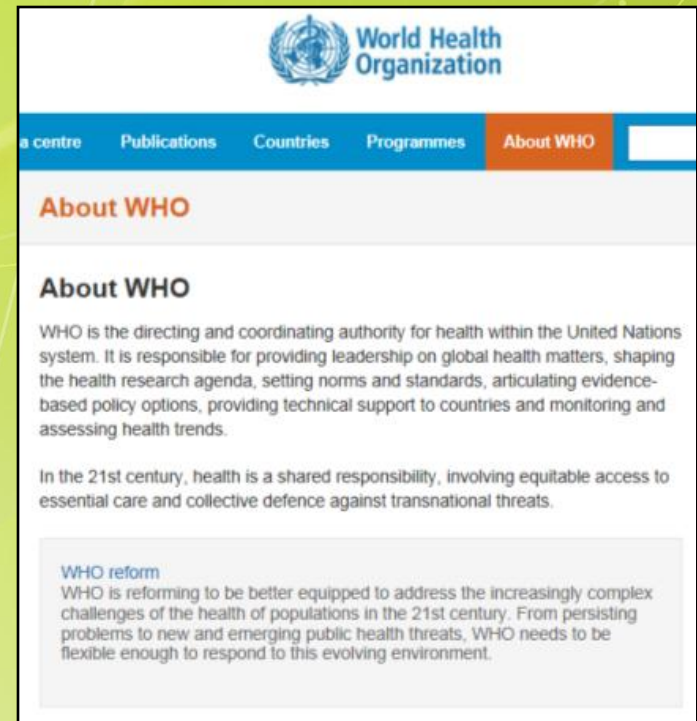 World Health
Organization
a centre Publications Countries Programmes About WHO
About WHO
About WHO
WHO is the directing and coordinating authority for health within the United Nations
system. It is responsible for providing leadership on global health matters, shaping
the health research agenda, setting norms and standards, articulating evidence-
based policy options, providing technical support to countries and monitoring and
assessing health trends.
In the 21st century, health is a shared responsibility, involving equitable access to
essential care and collective defence against transnational threats.
WHO reform
WHO is reforming to be better equipped to address the increasingly complex
challenges of the health of populations in the 21st century. From persisting
problems to new and emerging public health threats, WHO needs to be
flexible enough to respond to this evolving environment.